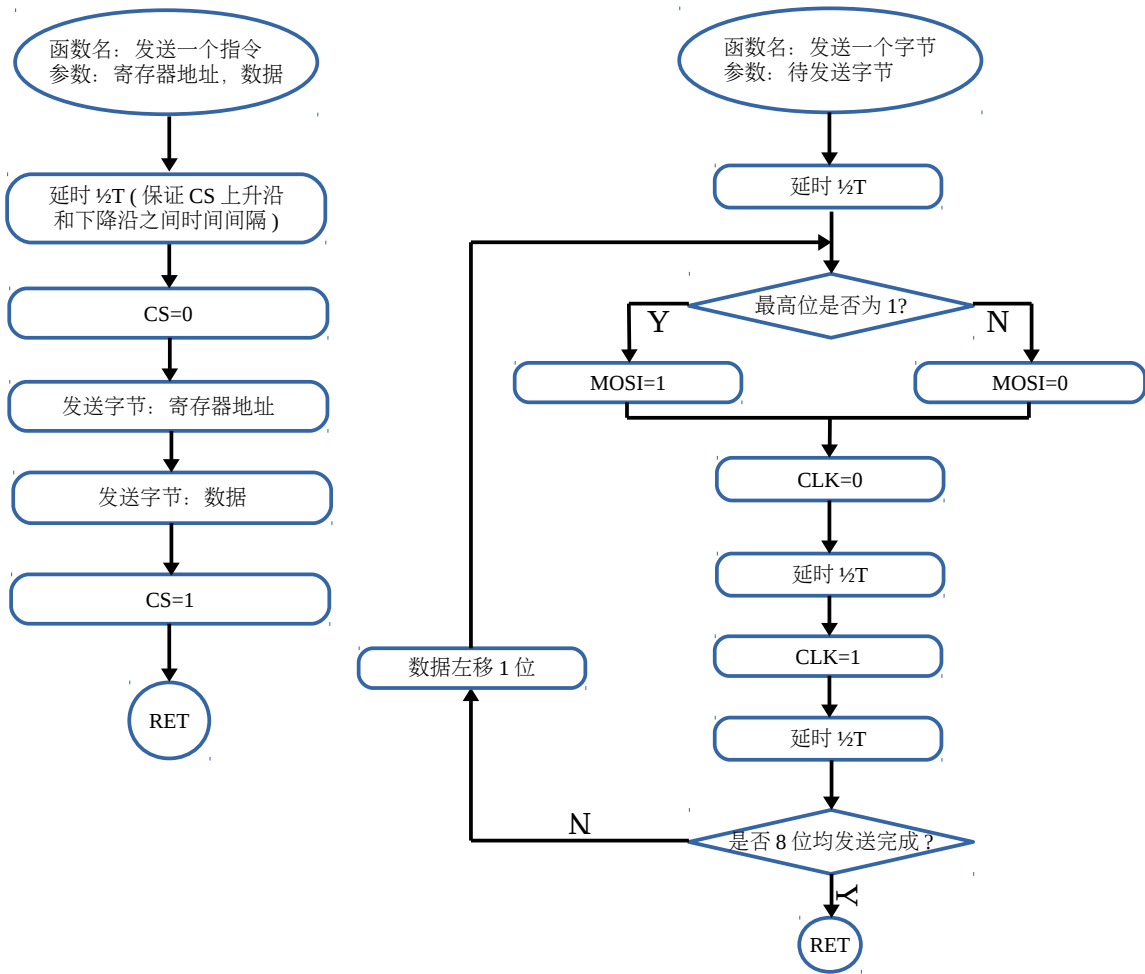 函数名：发送一个指令
参数：寄存器地址，数据
延时 ½T ( 保证 CS 上升沿
和下降沿之间时间间隔 )
CS=0
发送字节：寄存器地址
发送字节：数据
CS=1
RET
函数名：发送一个字节
参数：待发送字节
延时 ½T
最高位是否为 1?
Y
N
MOSI=1
MOSI=0
CLK=0
延时 ½T
CLK=1
数据左移 1 位
延时 ½T
N
是否 8 位均发送完成 ?
Y
RET